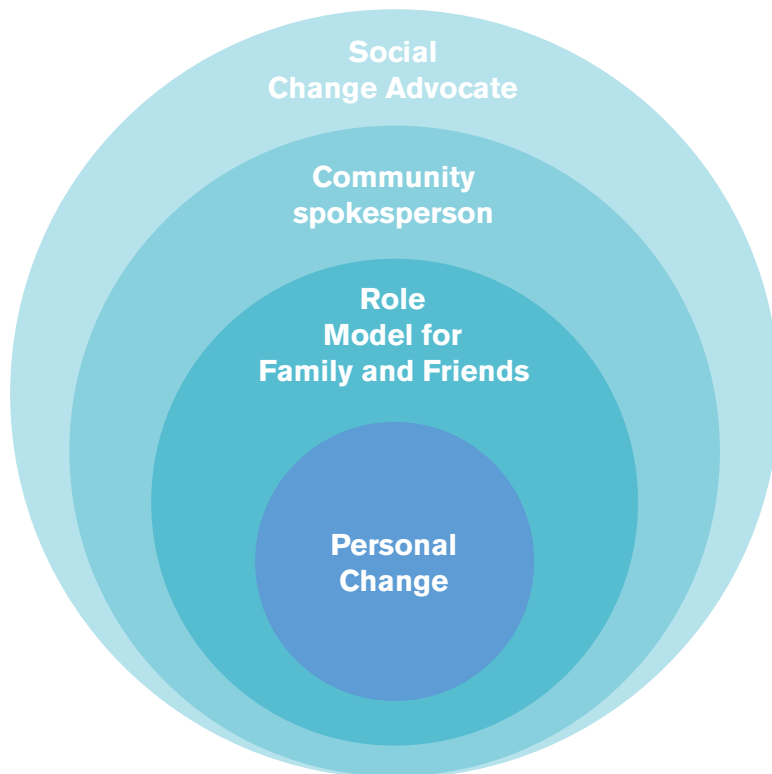 Social
Change Advocate
Community
spokesperson
Role
Model for
Family and Friends
Personal
Change